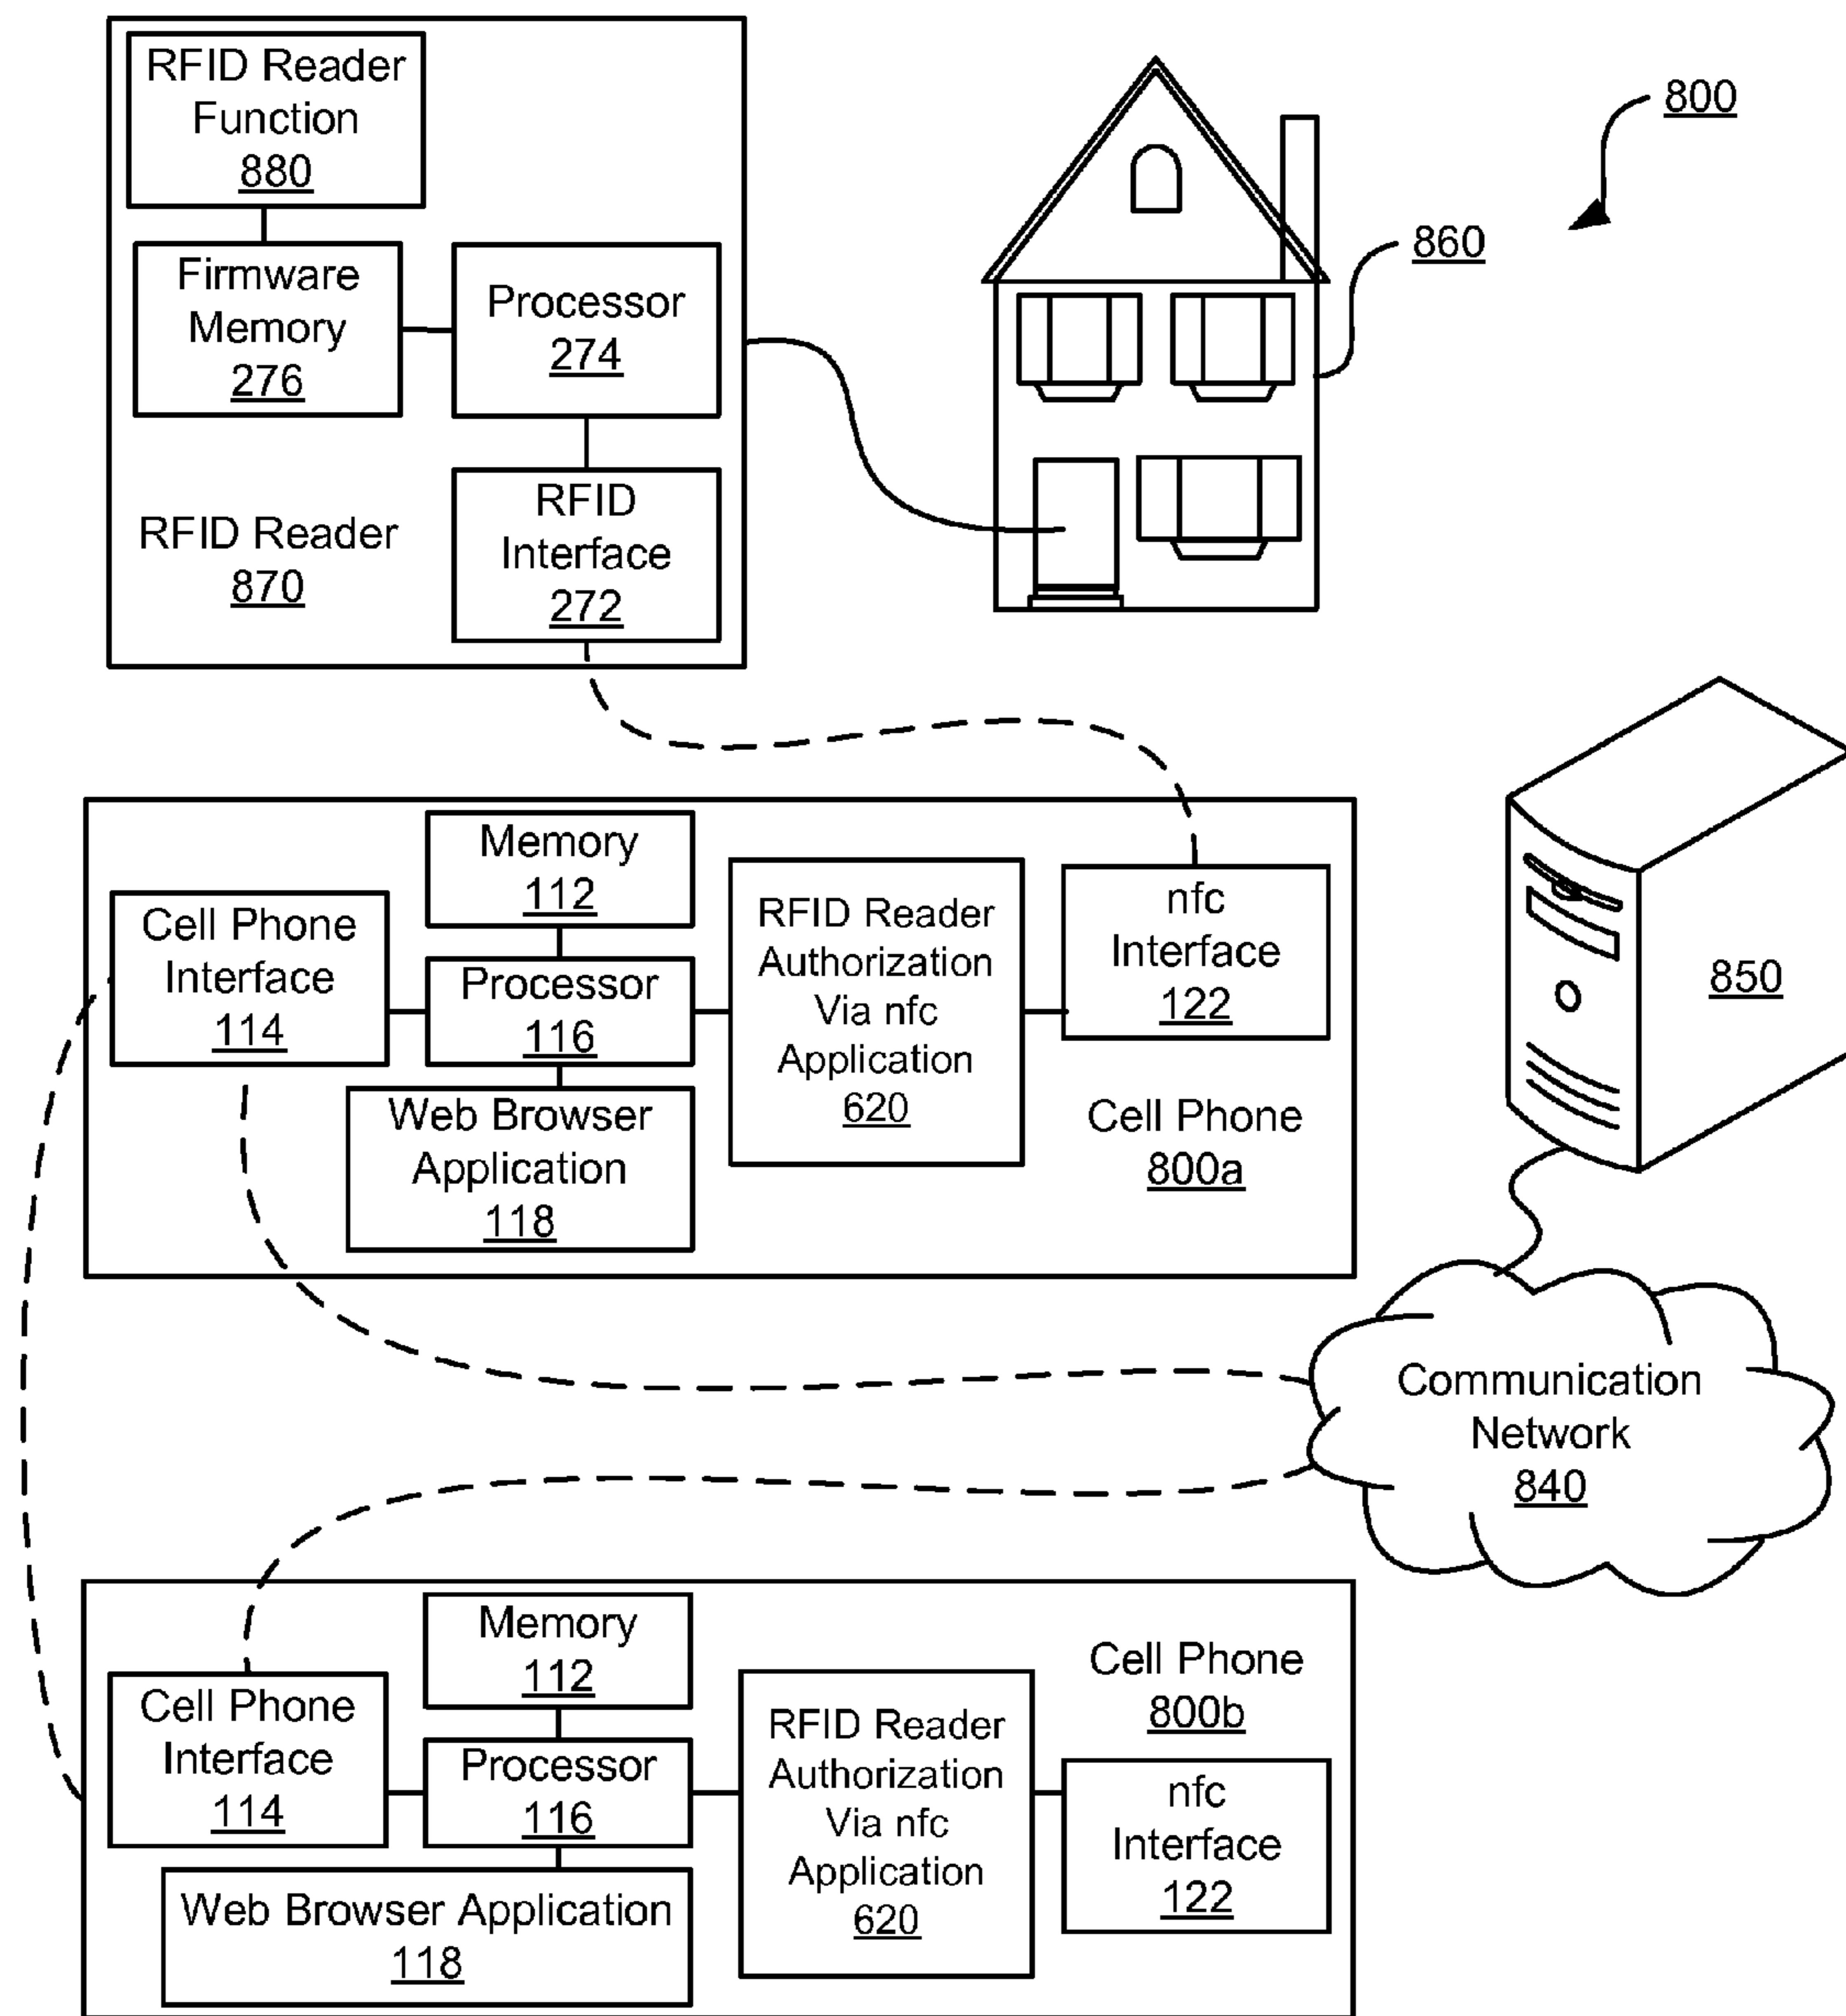 RFID Reader
Function
880
Firmware
Memory
276
Processor
274
RFID Reader
870
RFID
Interface
272
800
860
Memory
112
Cell Phone
Interface
114
Processor
116
Web Browser
Application
118
RFID Reader
Authorization
Via nfc
Application
620
nfc
Interface
122
Cell Phone
800a
850
Communication
Network
840
Memory
112
Cell Phone
Interface
114
Processor
116
Web Browser Application
118
RFID Reader
Authorization
Via nfc
Application
620
Cell Phone
800b
nfc
Interface
122